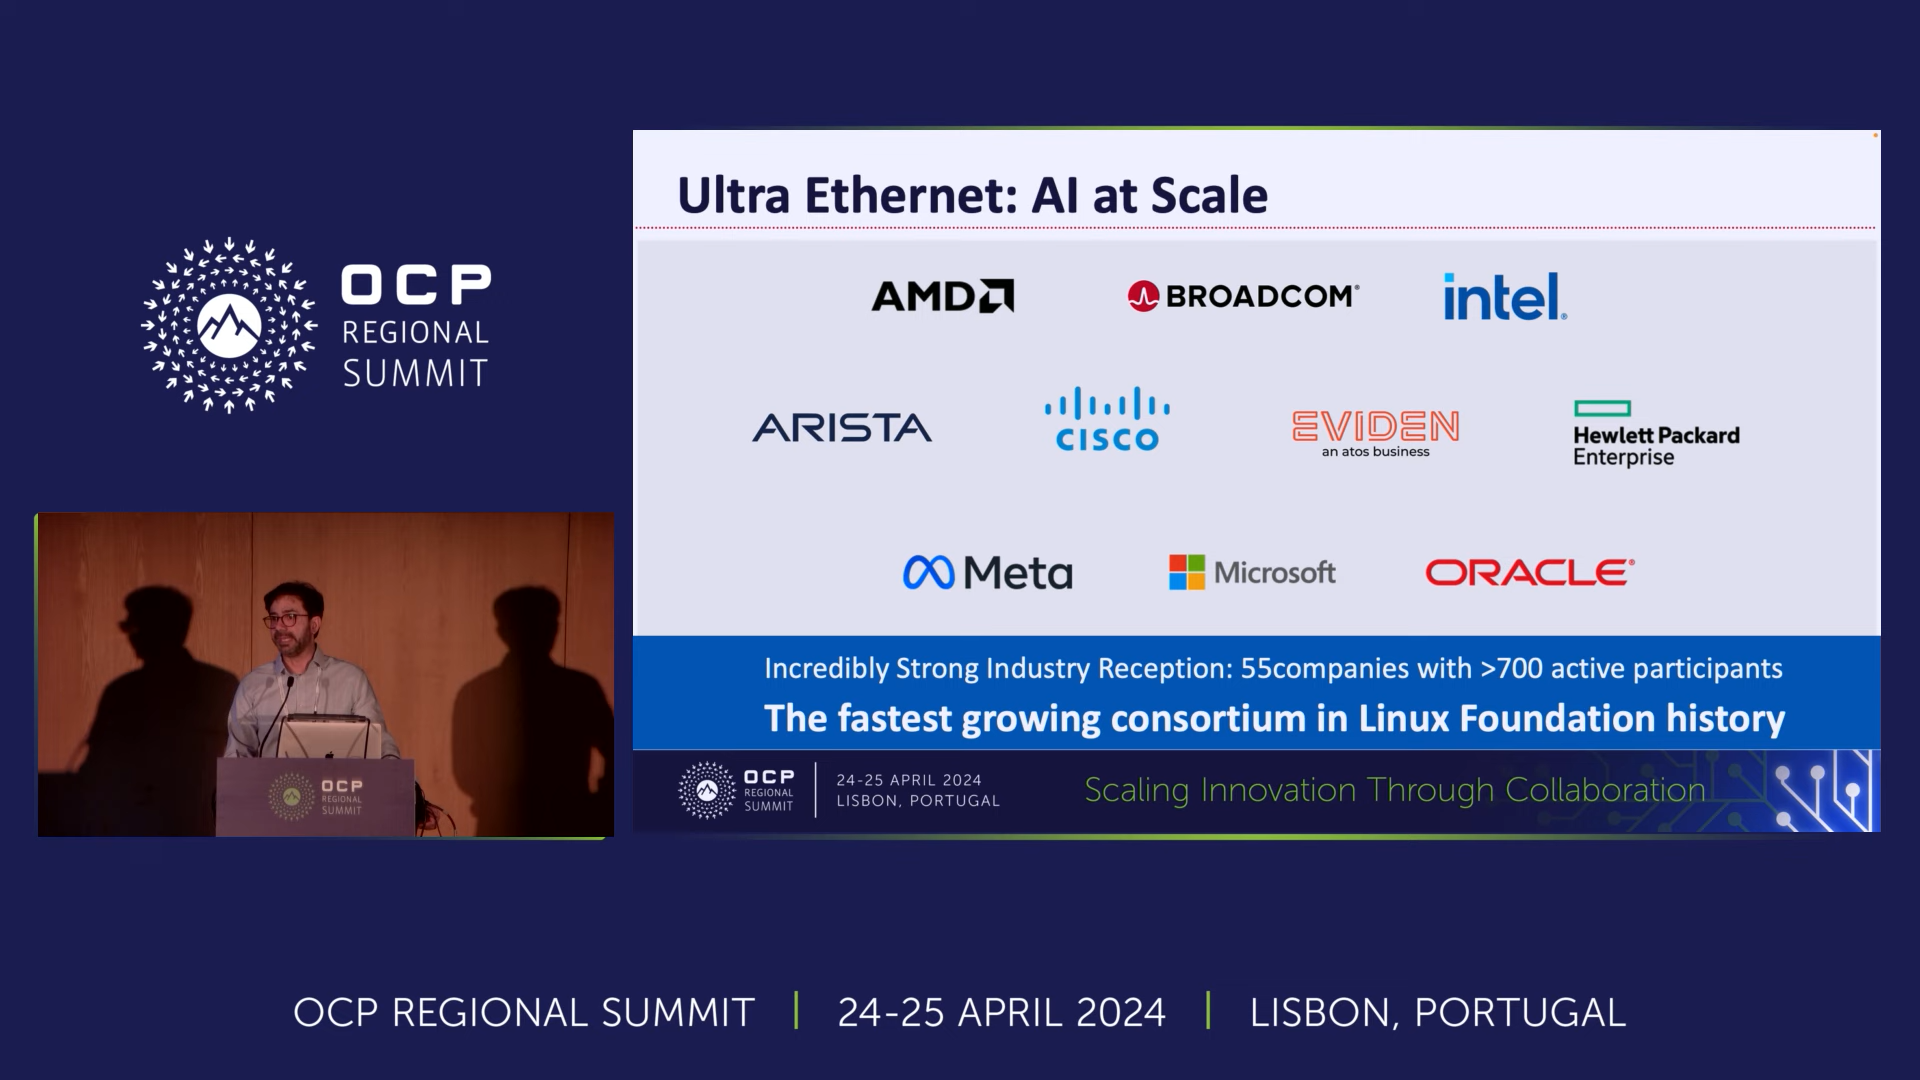 OCP
REGIONAL
SUMMIT
Ultra Ethernet: AI at Scale
AMD
BROADCOM®
intel®
ARISTA
CISCO
EVIDEN
an atos business
Hewlett Packard
Enterprise
Meta
Microsoft
ORACLE®
Incredibly Strong Industry Reception: 55companies with >700 active participants
The fastest growing consortium in Linux Foundation history
OCP
REGIONAL
SUMMIT
24-25 APRIL 2024
LISBON, PORTUGAL
Scaling Innovation Through Collaboration
OCP
REGIONAL
SUMMIT
OCP REGIONAL SUMMIT | 24-25 APRIL 2024 | LISBON, PORTUGAL